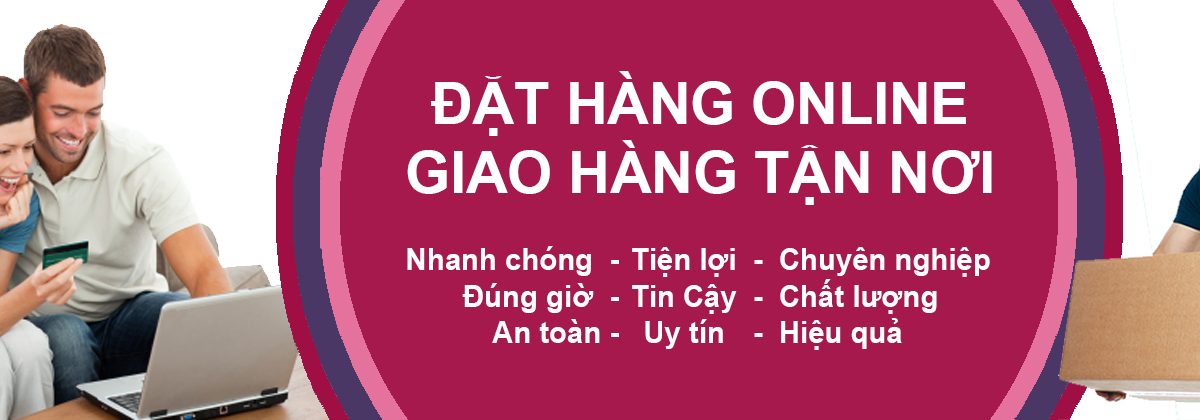 ĐẶT HÀNG ONLINE
GIAO HÀNG TẬN NƠI
Nhanh chóng - Tiện lợi - Chuyên nghiệp
Đúng giờ - Tin Cậy - Chất lượng
An toàn - Uy tín - Hiệu quả